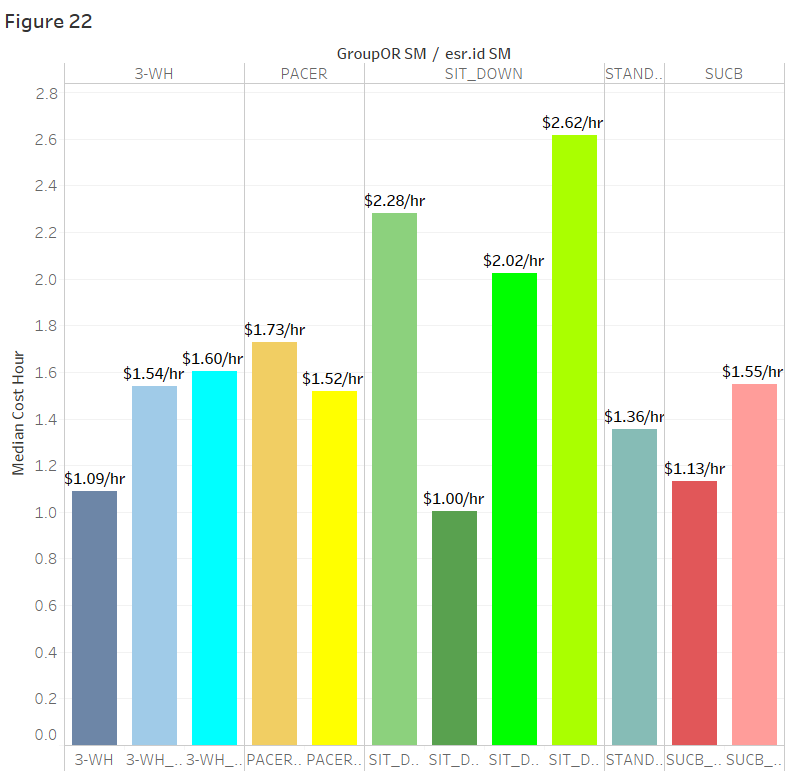 Figure 22
GroupOR SM / esr.id SM
3-WH PACER SIT_DOWN STAND.. SUCB
2.8
2.6
2.4
2.2
2.0
1.8
1.6
1.4
1.2
1.0
0.8
0.6
0.4
0.2
0.0
Median Cost Hour
$1.09/hr
$1.54/hr
$1.60/hr
$1.73/hr
$1.52/hr
$2.28/hr
$1.00/hr
$2.02/hr
$2.62/hr
$1.36/hr
$1.13/hr
$1.55/hr
3-WH 3-WH_.. 3-WH_.. PACER.. PACER.. SIT_D.. SIT_D.. SIT_D.. SIT_D.. STAND.. SUCB_.. SUCB_..